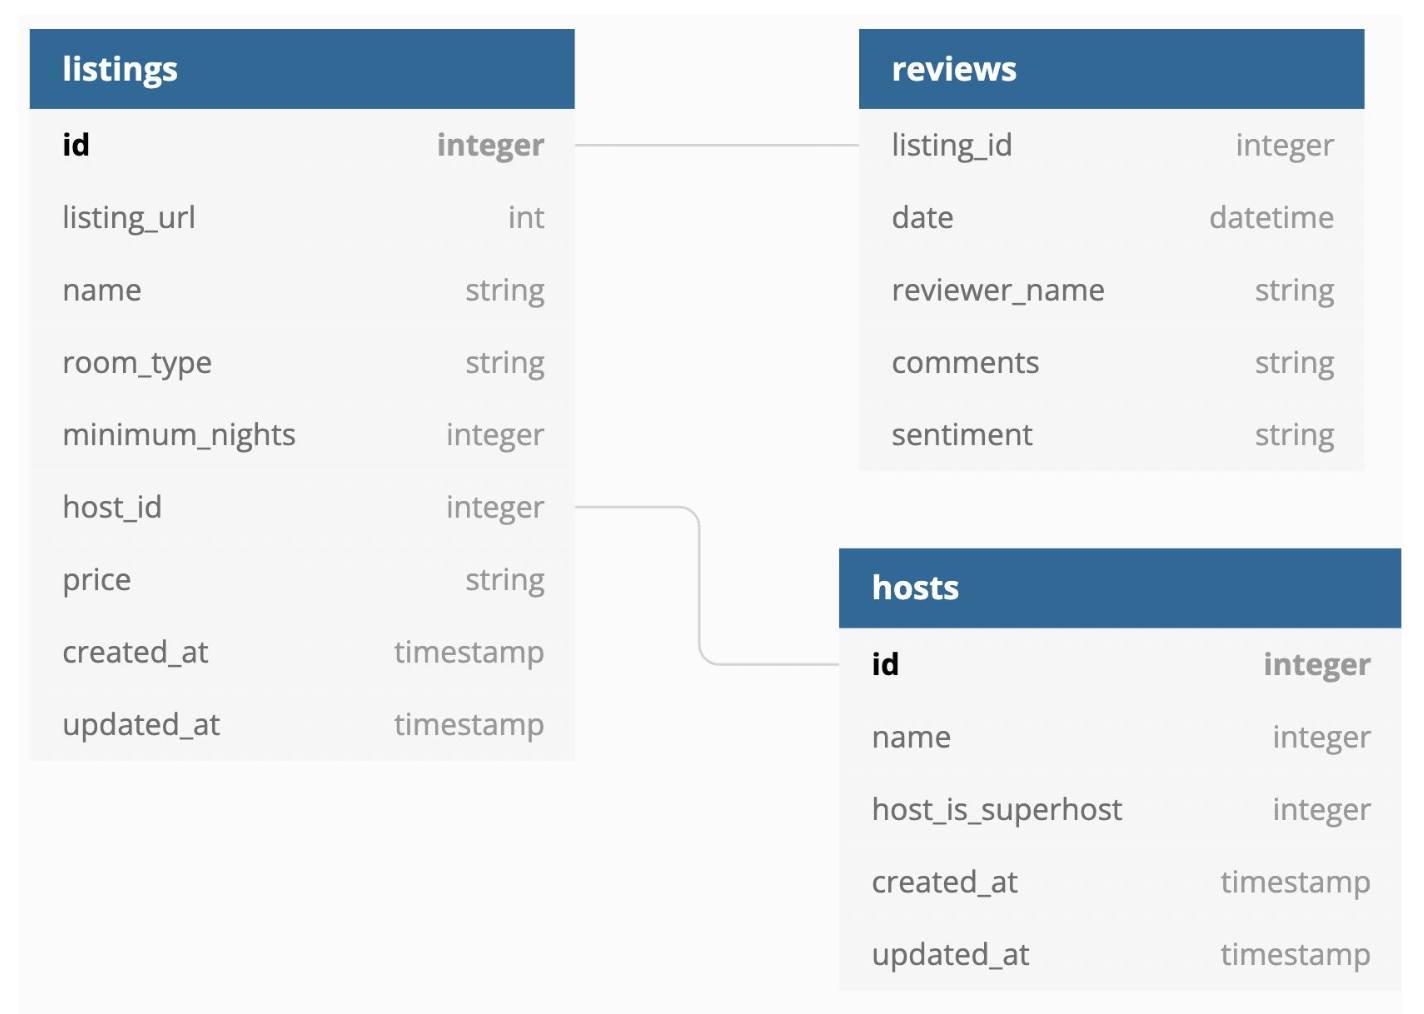 listings
id integer
listing_url int
name string
room_type string
minimum_nights integer
host_id integer
price string
created_at timestamp
updated_at timestamp
reviews
listing_id integer
date datetime
reviewer_name string
comments string
sentiment string
hosts
id integer
name integer
host_is_superhost integer
created_at timestamp
updated_at timestamp